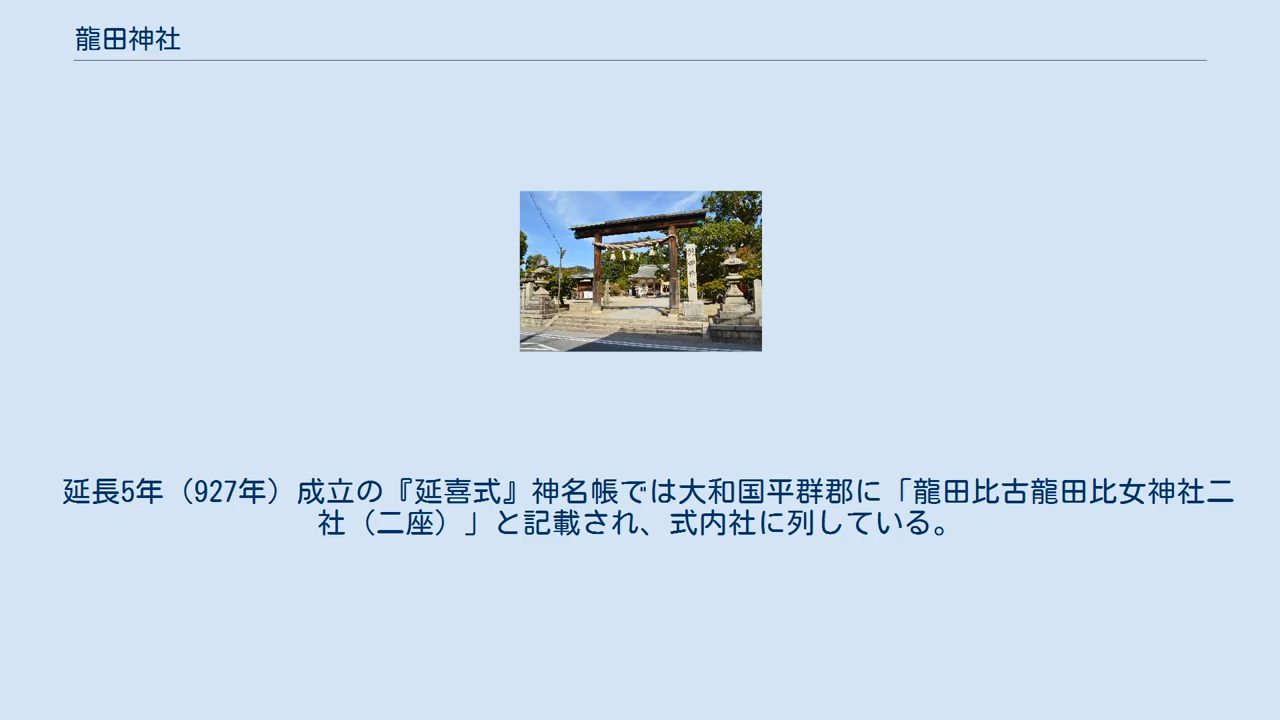 龍田神社
延長5年（927年）成立の『延喜式』神名帳では大和国平群郡に「龍田比古龍田比女神社二
社（二座）」と記載され、式内社に列している。